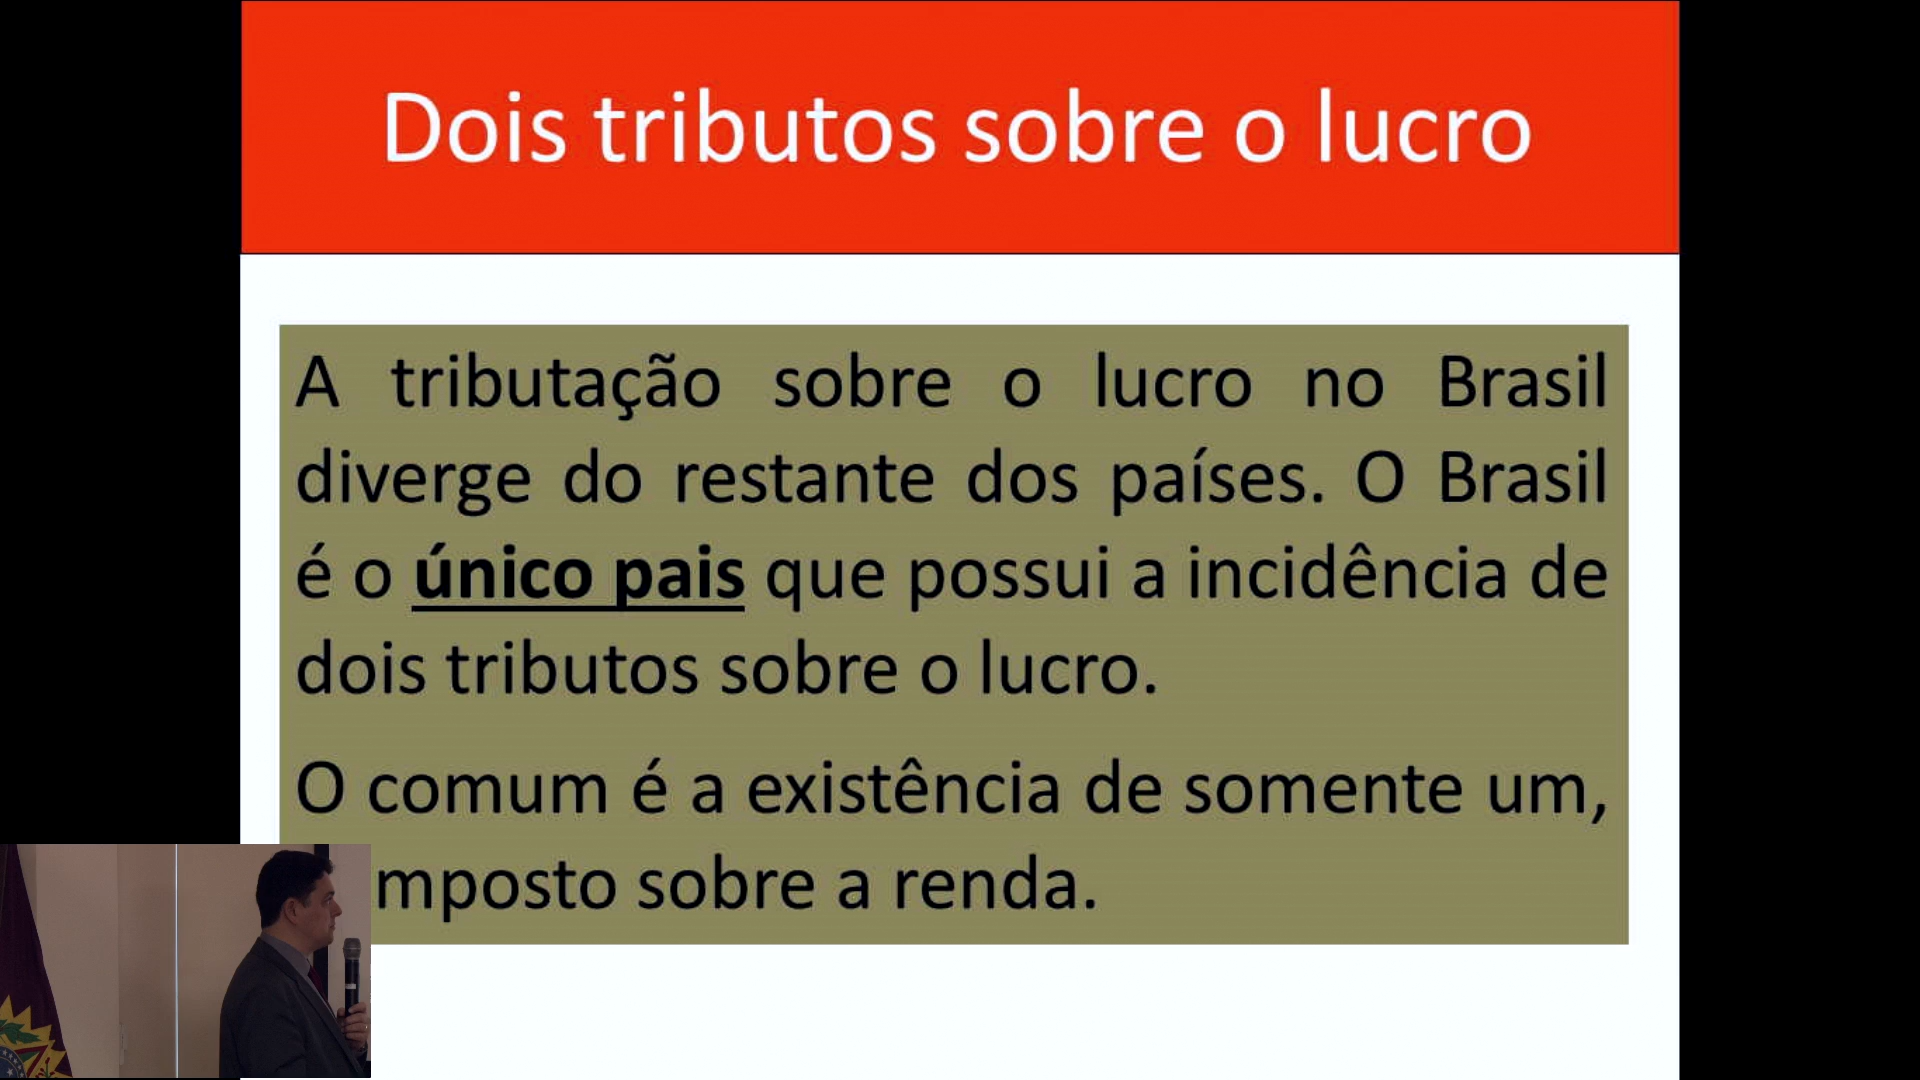 Dois tributos sobre o lucro
A tributação sobre o lucro no Brasil
diverge do restante dos países. O Brasil
é o único pais que possui a incidência de
dois tributos sobre o lucro.
O comum é a existência de somente um,
mposto sobre a renda.